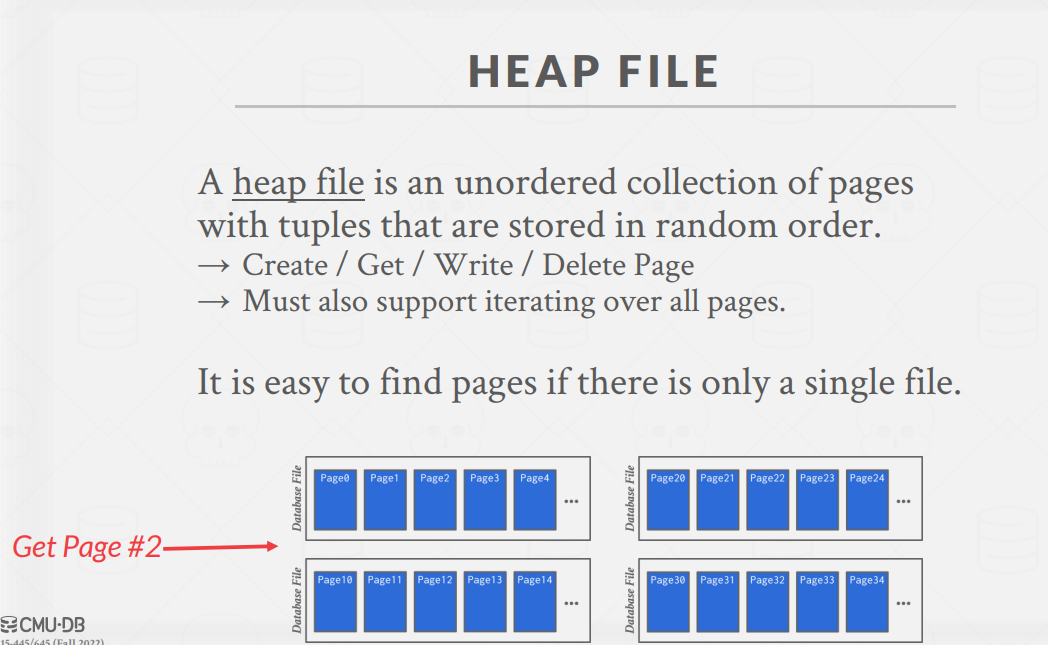 HEAP FILE
A heap file is an unordered collection of pages
with tuples that are stored in random order.
→ Create / Get / Write / Delete Page
→ Must also support iterating over all pages.
It is easy to find pages if there is only a single file.
Database File
Page0 Page1 Page2 Page3 Page4 ...
Database File
Page20 Page21 Page22 Page23 Page24 ...
Get Page #2
Database File
Page10 Page11 Page12 Page13 Page14 ...
Database File
Page30 Page31 Page32 Page33 Page34 ...
CMU·DB
15-445/645 (Fall 2022)